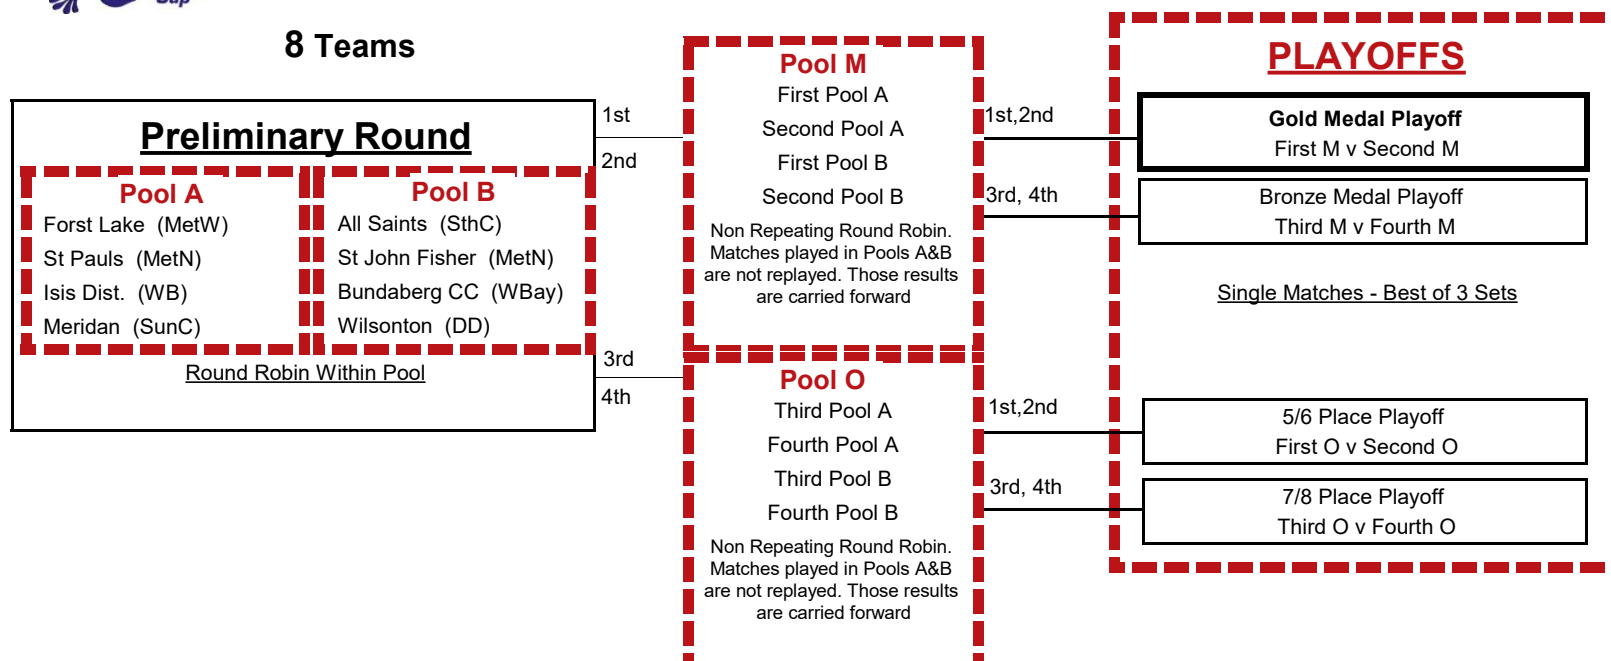 Cup
8 Teams
Preliminary Round
Pool A
Forst Lake (MetW)
St Pauls (MetN)
Isis Dist. (WB)
Meridan (SunC)
Pool B
All Saints (SthC)
St John Fisher (MetN)
Bundaberg CC (WBay)
Wilsonton (DD)
Round Robin Within Pool
1st
2nd
3rd
4th
Pool M
First Pool A
Second Pool A
First Pool B
Second Pool B
Non Repeating Round Robin.
Matches played in Pools A&B
are not replayed. Those results
are carried forward
Pool O
Third Pool A
Fourth Pool A
Third Pool B
Fourth Pool B
Non Repeating Round Robin.
Matches played in Pools A&B
are not replayed. Those results
are carried forward
1st,2nd
3rd, 4th
1st,2nd
3rd, 4th
PLAYOFFS
Gold Medal Playoff
First M v Second M
Bronze Medal Playoff
Third M v Fourth M
Single Matches - Best of 3 Sets
5/6 Place Playoff
First O v Second O
7/8 Place Playoff
Third O v Fourth O